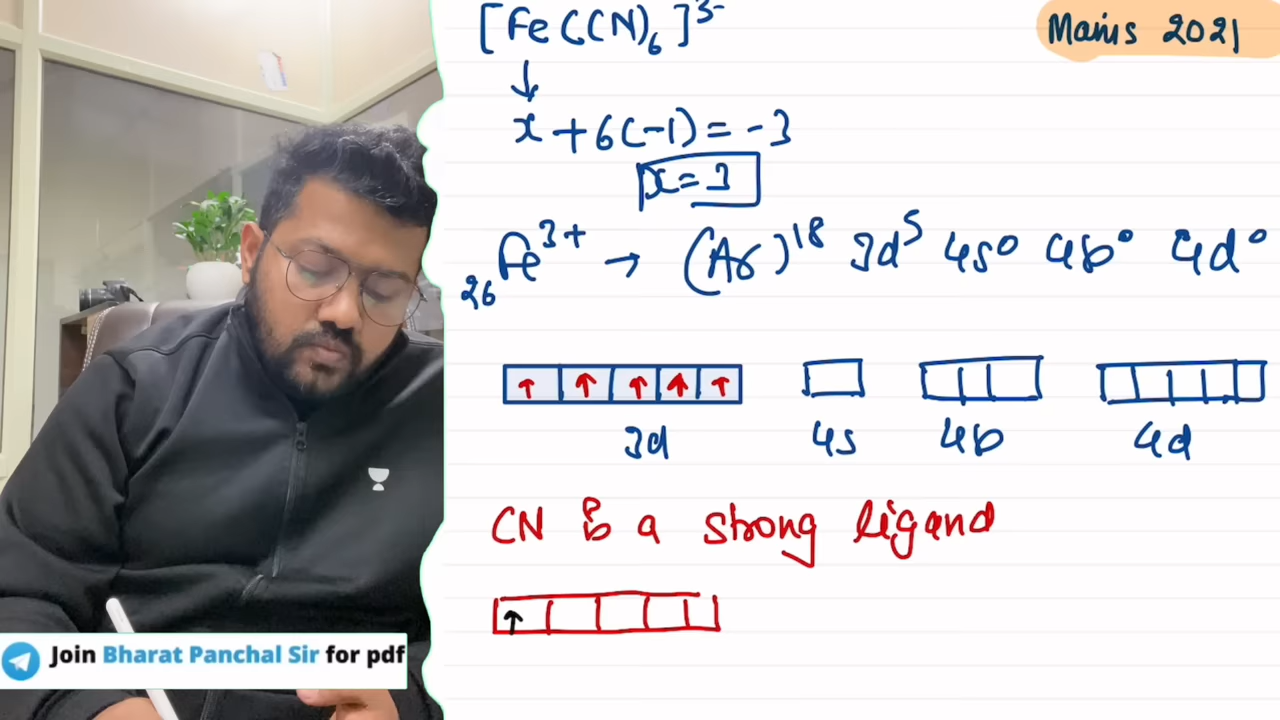 [Fe(CN)₆]³⁻
Mains 2021
↓
x + 6(-1) = -3
x = 3
₂₆Fe³⁺ → (Ar)¹⁸ 3d⁵ 4s⁰ 4p⁰ 4d⁰
↑ ↑ ↑ ↑ ↑
3d 4s 4p 4d
CN is a strong ligand
↑
Join Bharat Panchal Sir for pdf